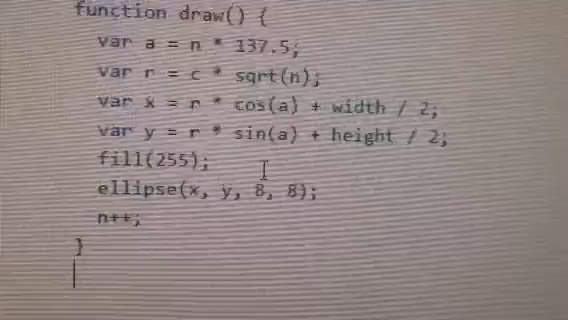 function draw() {
var a = n * 137.5;
var r = c * sqrt(n);
var x = r * cos(a) + width / 2;
var y = r * sin(a) + height / 2;
fill(255);
ellipse(x, y, 8, 8);
n++;
}